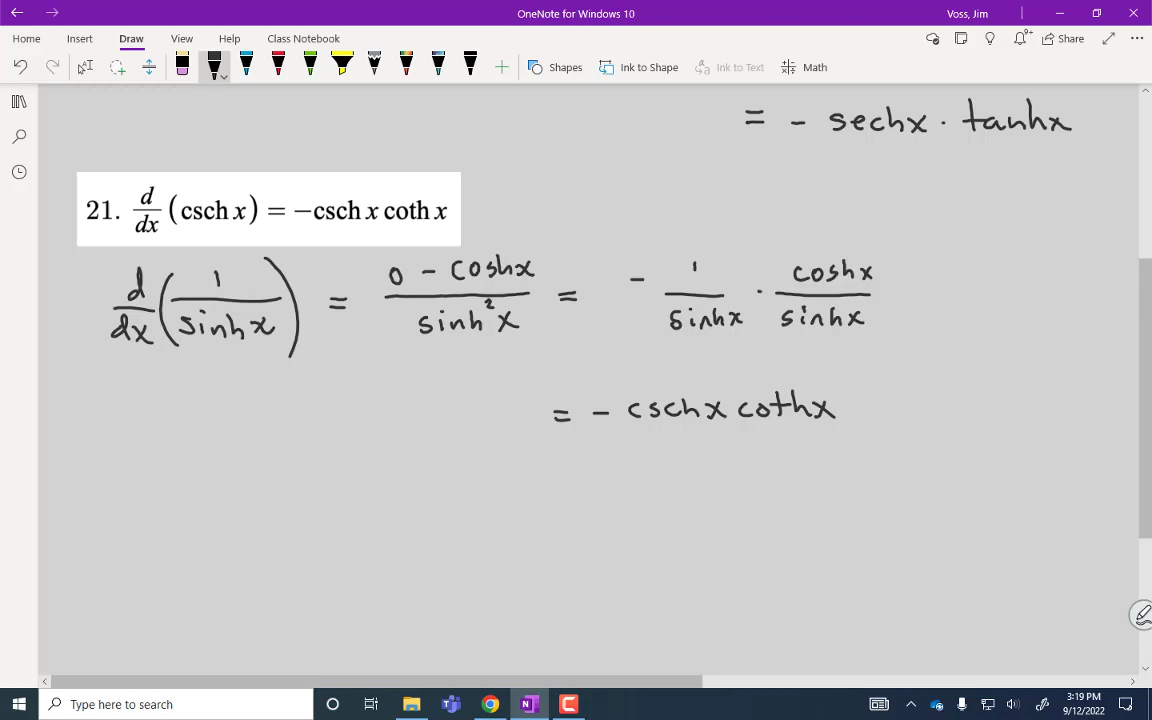 OneNote for Windows 10
Voss, Jim
Home Insert Draw View Help Class Notebook
Share
Shapes Ink to Shape Ink to Text Math
= - sechx · tanhx
21. d/dx (csch x) = −csch x coth x
d/dx (1/sinhx) = (0 - coshx)/(sinh²x) = - 1/sinhx · coshx/sinhx
= - cschx cothx
Type here to search
3:19 PM
9/12/2022